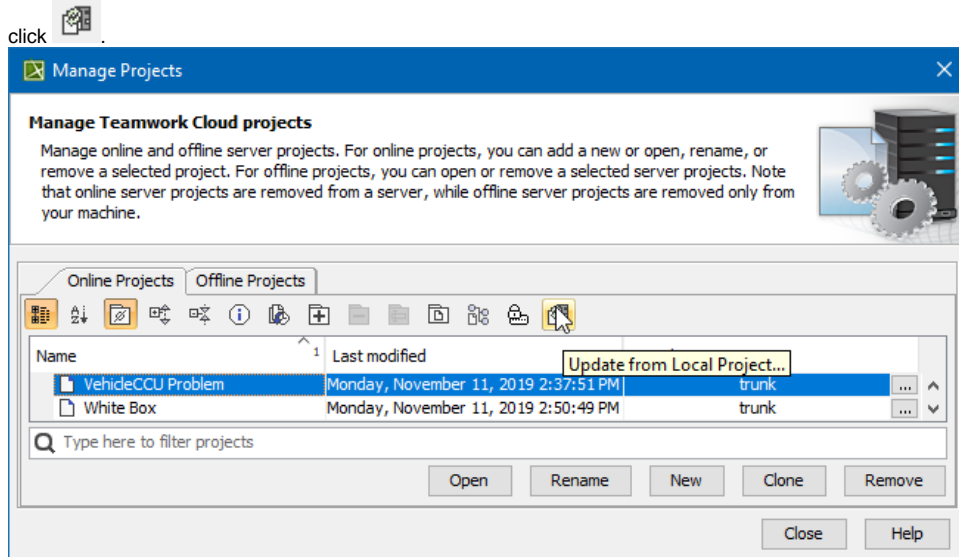 click .
Manage Projects
Manage Teamwork Cloud projects
Manage online and offline server projects. For online projects, you can add a new or open, rename, or
remove a selected project. For offline projects, you can open or remove a selected server projects. Note
that online server projects are removed from a server, while offline server projects are removed only from
your machine.
Online Projects Offline Projects
Name 1 Last modified
Update from Local Project...
VehicleCCU Problem Monday, November 11, 2019 2:37:51 PM trunk ...
White Box Monday, November 11, 2019 2:50:49 PM trunk ...
Type here to filter projects
Open Rename New Clone Remove
Close Help